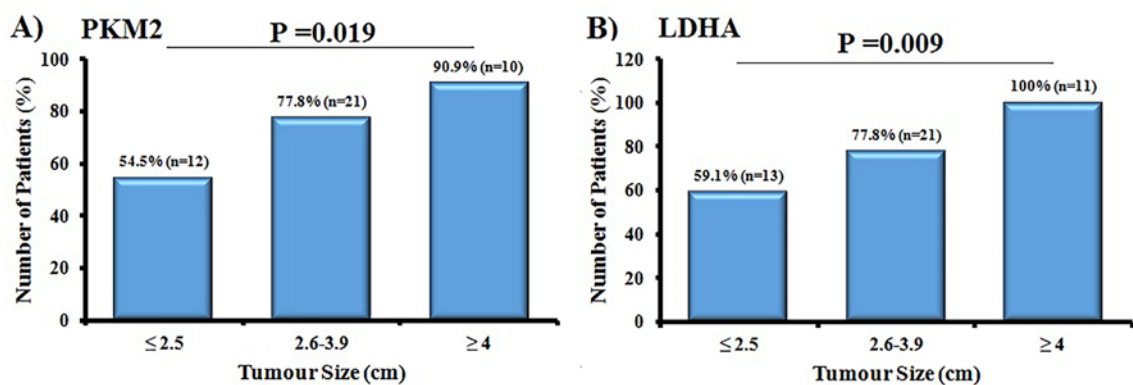 A) PKM2
P =0.019
Number of Patients (%)
100
80
60
40
20
0
54.5% (n=12)
77.8% (n=21)
90.9% (n=10)
≤ 2.5
2.6-3.9
≥ 4
Tumour Size (cm)
B) LDHA
P =0.009
Number of Patients (%)
120
100
80
60
40
20
0
59.1% (n=13)
77.8% (n=21)
100% (n=11)
≤ 2.5
2.6-3.9
≥ 4
Tumour Size (cm)